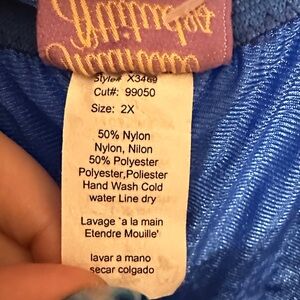 Style# X3469
Cut#: 99050
Size: 2X
50% Nylon
Nylon, Nilon
50% Polyester
Polyester,Poliester
Hand Wash Cold
water Line dry
Lavage `a la main
Etendre Mouille'
lavar a mano
secar colgado